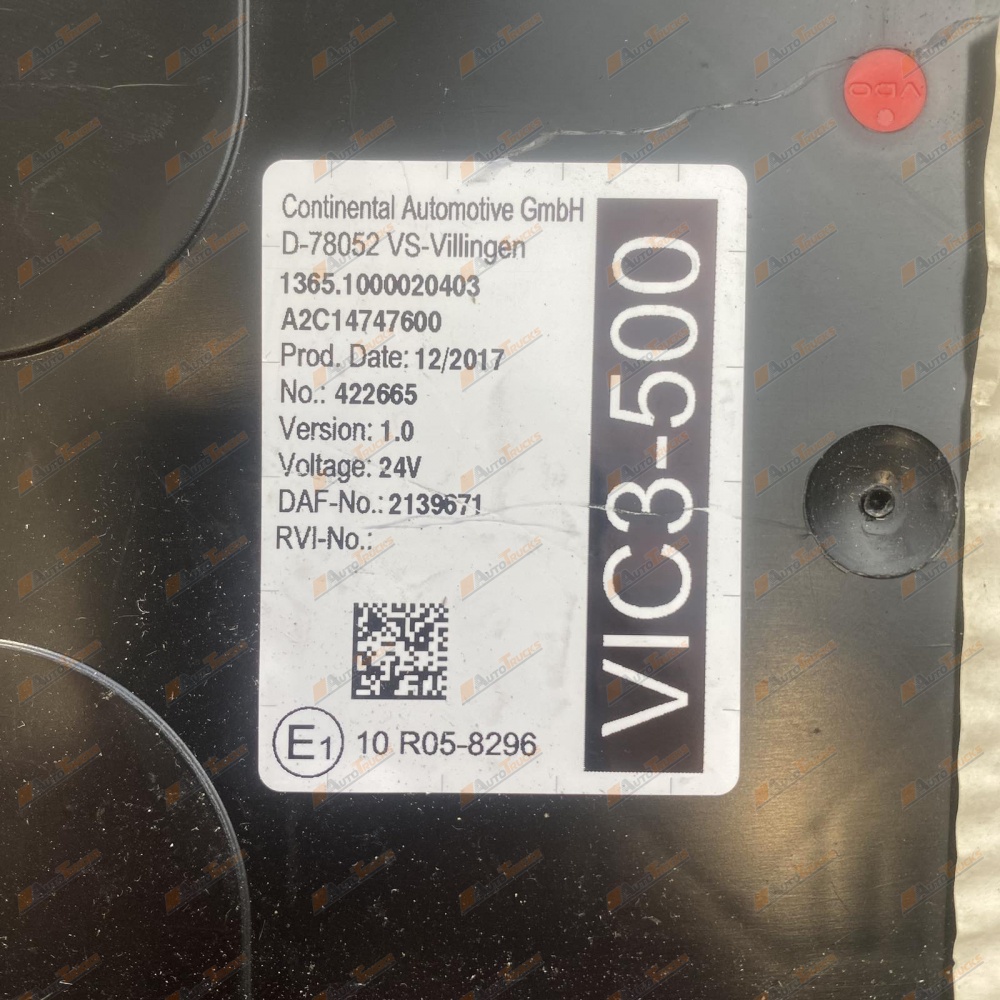 Continental Automotive GmbH
D-78052 VS-Villingen
1365.1000020403
A2C14747600
Prod. Date: 12/2017
No.: 422665
Version: 1.0
Voltage: 24V
DAF-No.: 2139671
RVI-No.:
E1 10 R05-8296
VIC3-500
VDO
AUTOTRUCKS